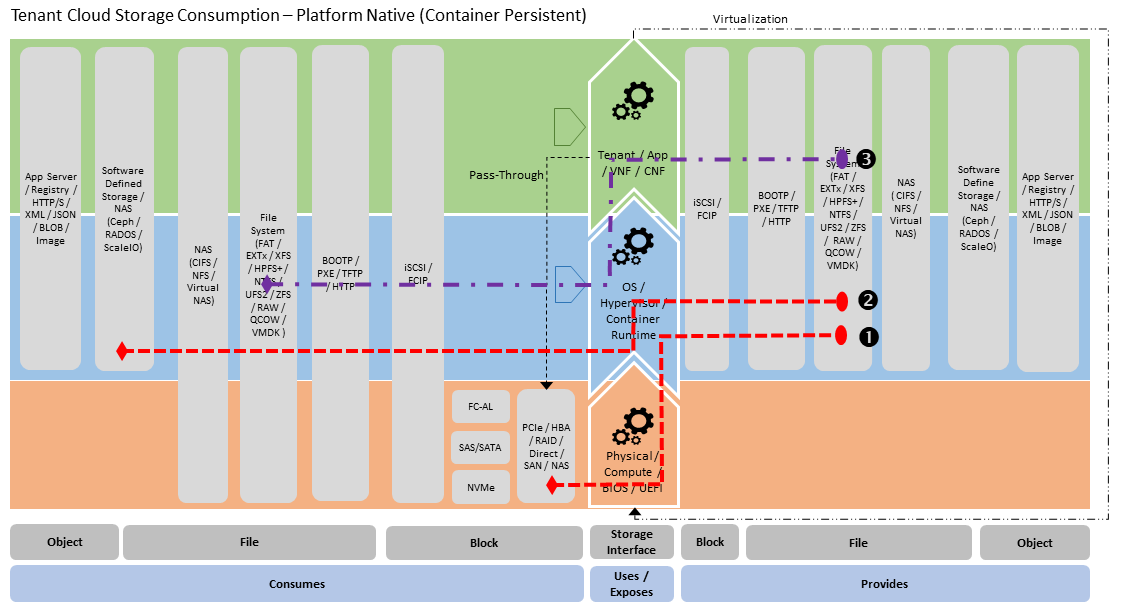 Tenant Cloud Storage Consumption – Platform Native (Container Persistent)
Virtualization
App Server
/ Registry /
HTTP/S /
XML / JSON
/ BLOB /
Image
Software
Defined
Storage /
NAS
(Ceph /
RADOS /
ScaleIO)
NAS
(CIFS /
NFS /
Virtual
NAS)
File
System
(FAT /
EXTx / XFS
/ HPFS+ /
NTFS /
UFS2 / ZFS
/ RAW /
QCOW /
VMDK )
BOOTP /
PXE / TFTP
/ HTTP
iSCSI /
FCIP
Pass-Through
FC-AL
SAS/SATA
NVMe
PCIe / HBA
/ RAID /
Direct /
SAN / NAS
Tenant / App
/ VNF / CNF
OS /
Hypervisor /
Container
Runtime
Physical /
Compute /
BIOS / UEFI
iSCSI /
FCIP
BOOTP /
PXE / TFTP /
HTTP
File
System
(FAT /
EXTx / XFS
/ HPFS+ /
NTFS /
UFS2 / ZFS
/ RAW /
QCOW /
VMDK)
NAS
( CIFS /
NFS /
Virtual
NAS)
Software
Define
Storage /
NAS
(Ceph /
RADOS /
ScaleO)
App Server /
Registry /
HTTP/S /
XML / JSON
/ BLOB /
Image
3
2
1
Object
File
Block
Storage
Interface
Block
File
Object
Consumes
Uses /
Exposes
Provides